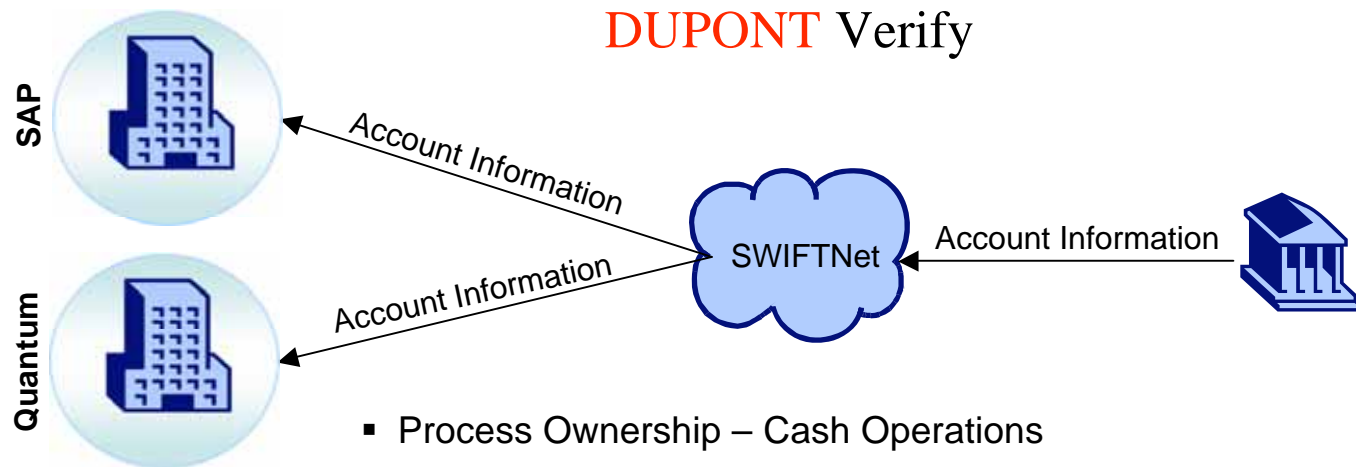 DUPONT Verify
SAP
Account Information
SWIFTNet
Account Information
Account Information
Quantum
▪ Process Ownership – Cash Operations